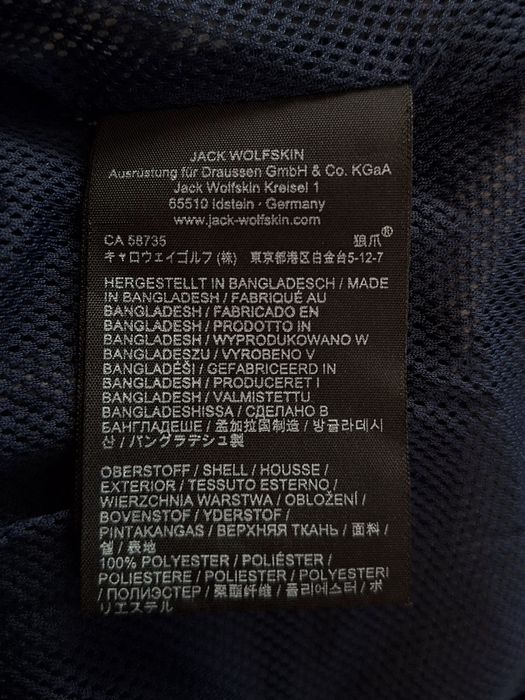 JACK WOLFSKIN
Ausrüstung für Draussen GmbH & Co. KGaA
Jack Wolfskin Kreisel 1
65510 Idstein · Germany
www.jack-wolfskin.com
CA 58735 狼爪®
キャロウェイゴルフ(株) 東京都港区白金台5-12-7
HERGESTELLT IN BANGLADESCH / MADE
IN BANGLADESH / FABRIQUÉ AU
BANGLADESH / FABRICADO EN
BANGLADESH / PRODOTTO IN
BANGLADESH / WYPRODUKOWANO W
BANGLADESZU / VYROBENO V
BANGLADÉŠI / GEFABRICEERD IN
BANGLADESH / PRODUCERET I
BANGLADESH / VALMISTETTU
BANGLADESHISSA / СДЕЛАНО В
БАНГЛАДЕШЕ / 孟加拉国制造 / 방글라데시
산 / バングラデシュ製
OBERSTOFF / SHELL / HOUSSE /
EXTERIOR / TESSUTO ESTERNO /
WIERZCHNIA WARSTWA / OBLOŽENÍ /
BOVENSTOF / YDERSTOF /
PINTAKANGAS / ВЕРХНЯЯ ТКАНЬ / 面料 /
쉘 / 表地
100% POLYESTER / POLIÉSTER /
POLIESTERE / POLIESTER / POLYESTERI
/ ПОЛИЭСТЕР / 聚酯纤维 / 폴리에스터 / ポ
リエステル